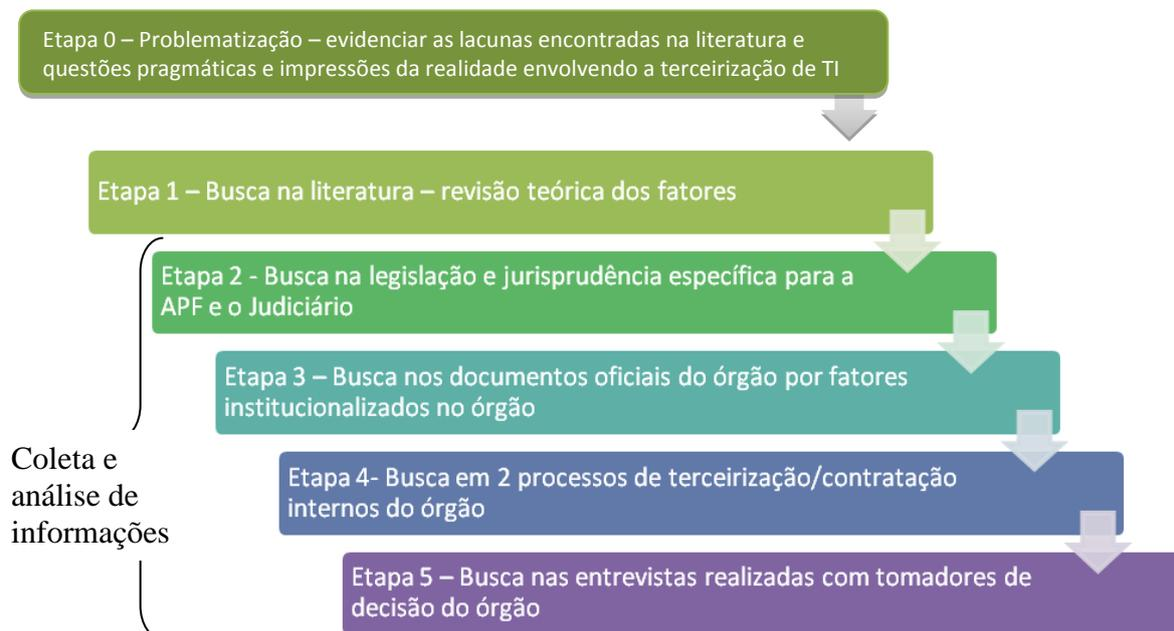 Etapa 0 – Problematização – evidenciar as lacunas encontradas na literatura e
questões pragmáticas e impressões da realidade envolvendo a terceirização de TI
Etapa 1 – Busca na literatura – revisão teórica dos fatores
Etapa 2 - Busca na legislação e jurisprudência específica para a
APF e o Judiciário
Etapa 3 – Busca nos documentos oficiais do órgão por fatores
institucionalizados no órgão
Coleta e
análise de
informações
Etapa 4- Busca em 2 processos de terceirização/contratação
internos do órgão
Etapa 5 – Busca nas entrevistas realizadas com tomadores de
decisão do órgão